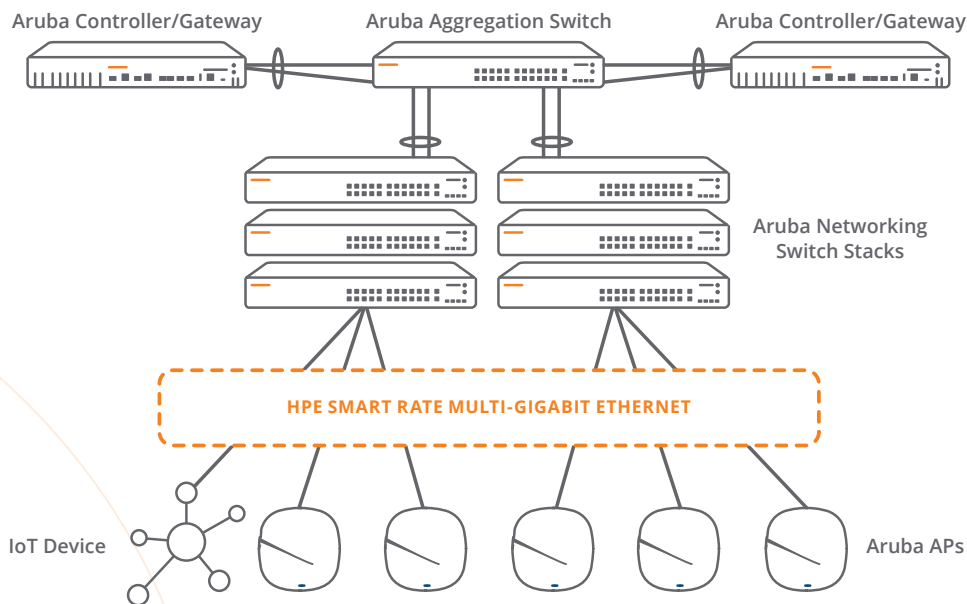 Aruba Controller/Gateway
Aruba Aggregation Switch
Aruba Controller/Gateway
Aruba Networking
Switch Stacks
HPE SMART RATE MULTI-GIGABIT ETHERNET
IoT Device
Aruba APs